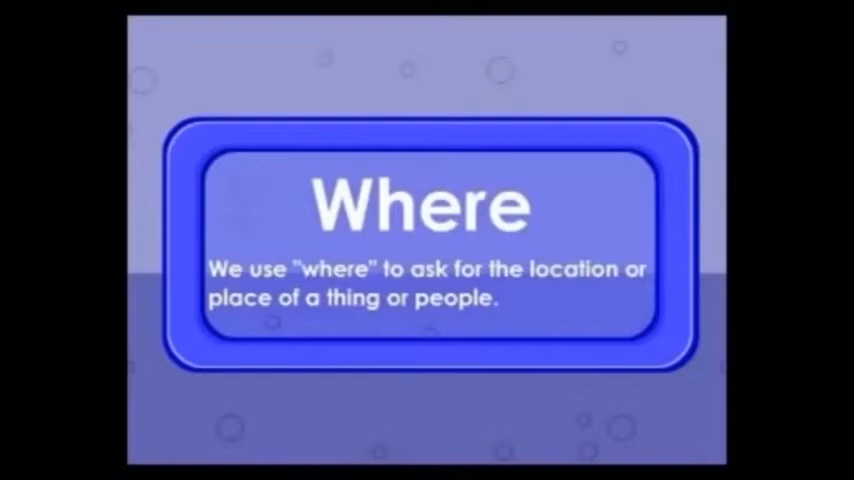 Where
We use "where" to ask for the location or
place of a thing or people.